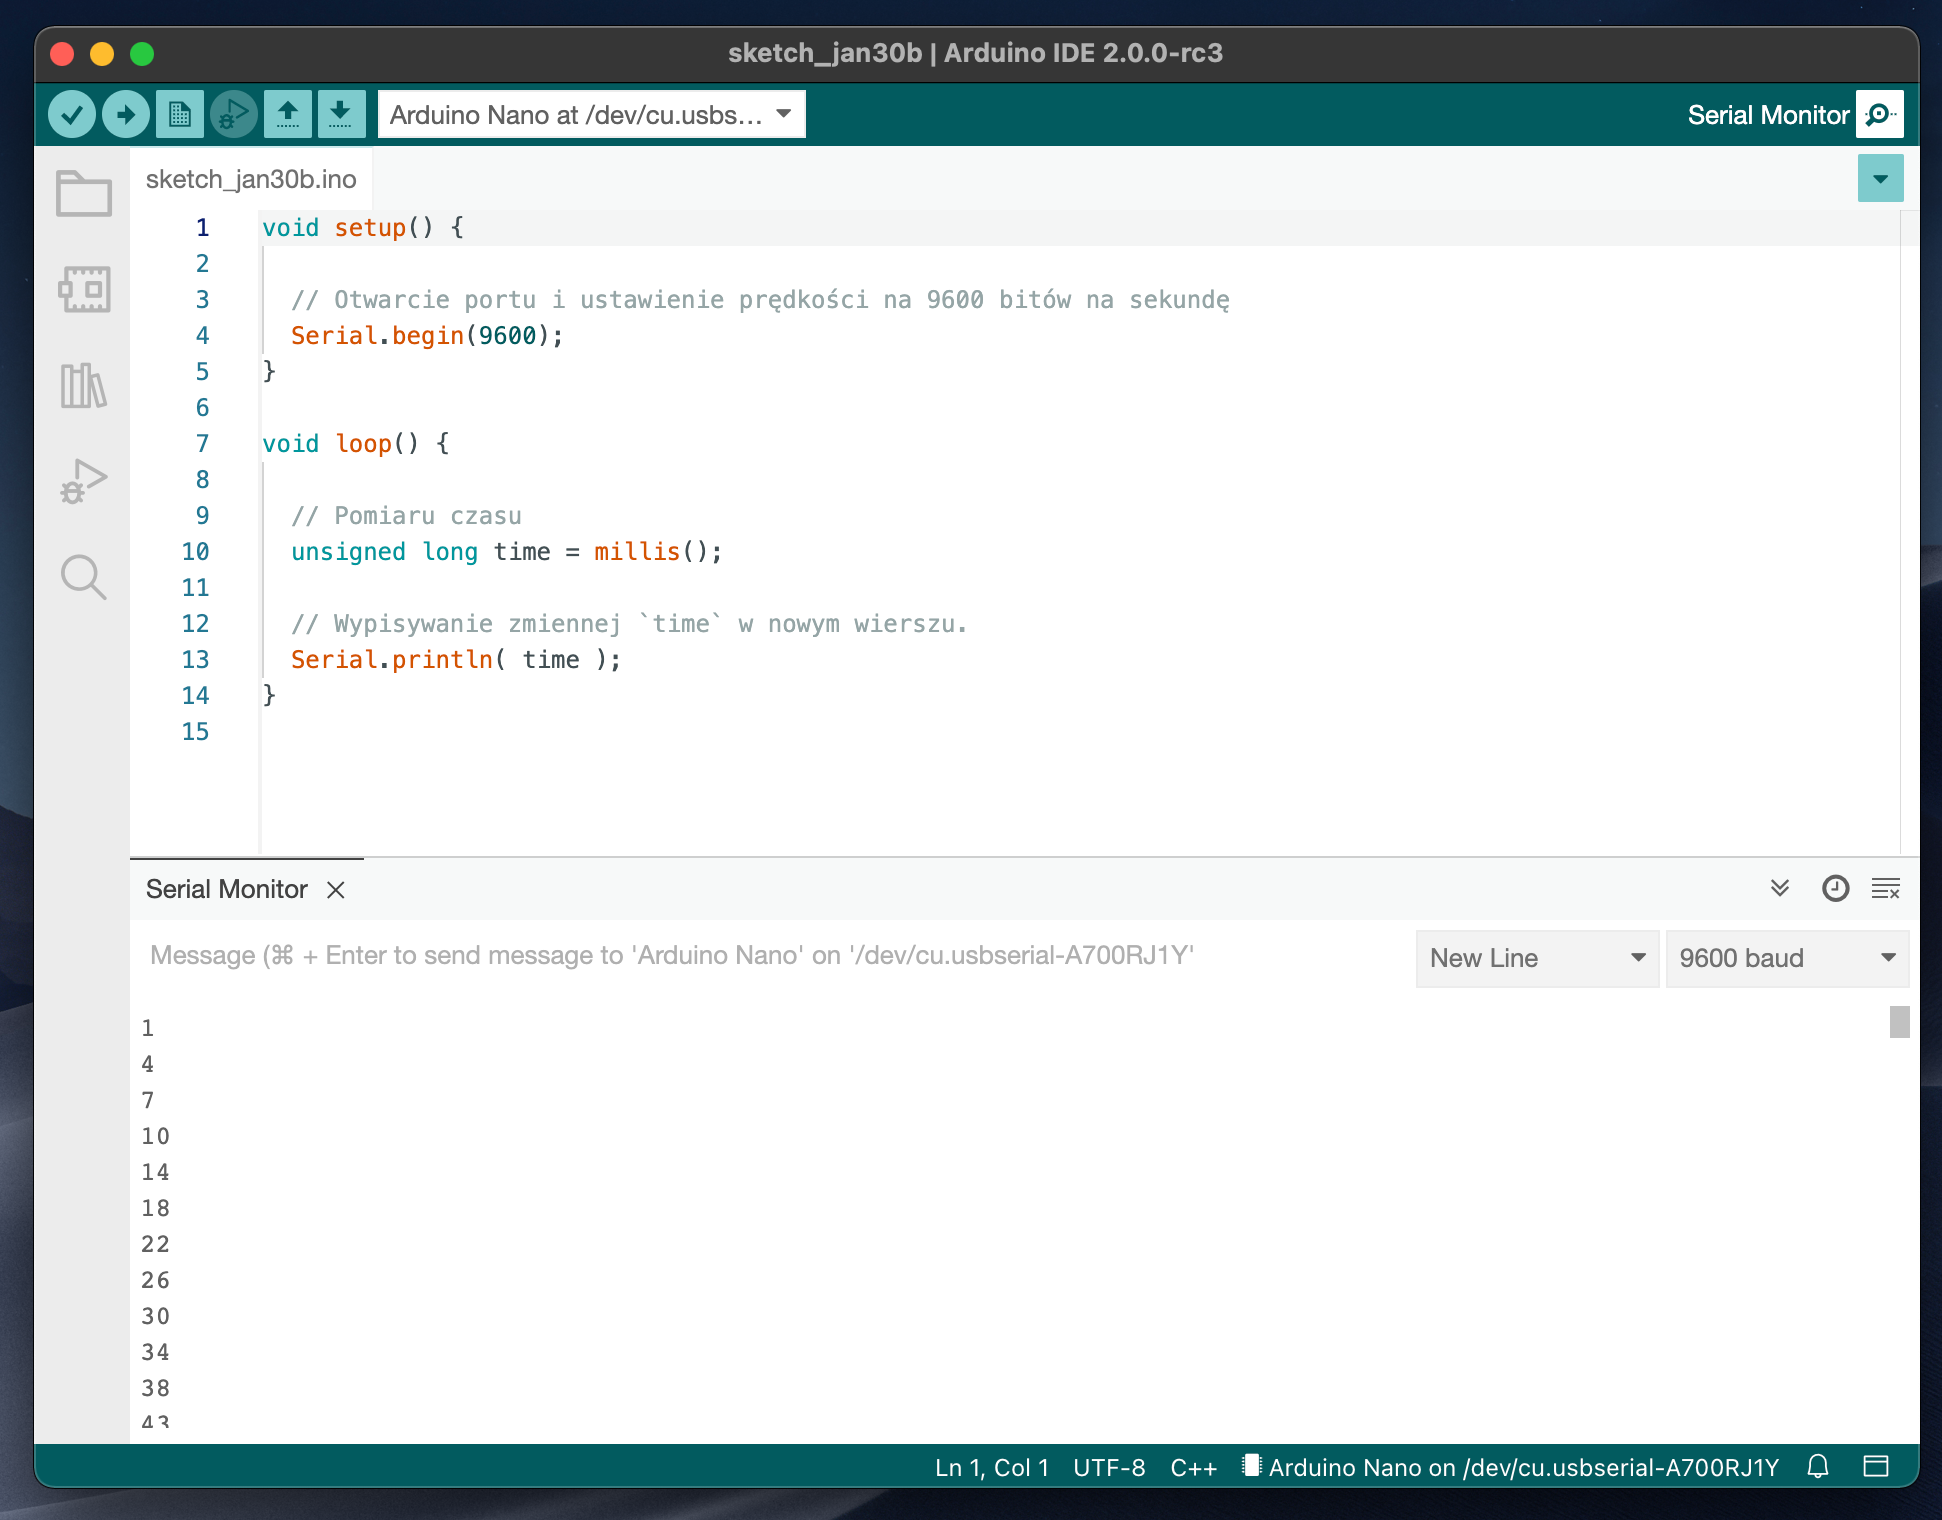 sketch_jan30b | Arduino IDE 2.0.0-rc3
Arduino Nano at /dev/cu.usbs...
Serial Monitor
sketch_jan30b.ino
1 void setup() {
2
3 // Otwarcie portu i ustawienie prędkości na 9600 bitów na sekundę
4 Serial.begin(9600);
5 }
6
7 void loop() {
8
9 // Pomiaru czasu
10 unsigned long time = millis();
11
12 // Wypisywanie zmiennej `time` w nowym wierszu.
13 Serial.println( time );
14 }
15
Serial Monitor
Message (⌘ + Enter to send message to 'Arduino Nano' on '/dev/cu.usbserial-A700RJ1Y'
New Line
9600 baud
1
4
7
10
14
18
22
26
30
34
38
43
Ln 1, Col 1 UTF-8 C++ Arduino Nano on /dev/cu.usbserial-A700RJ1Y